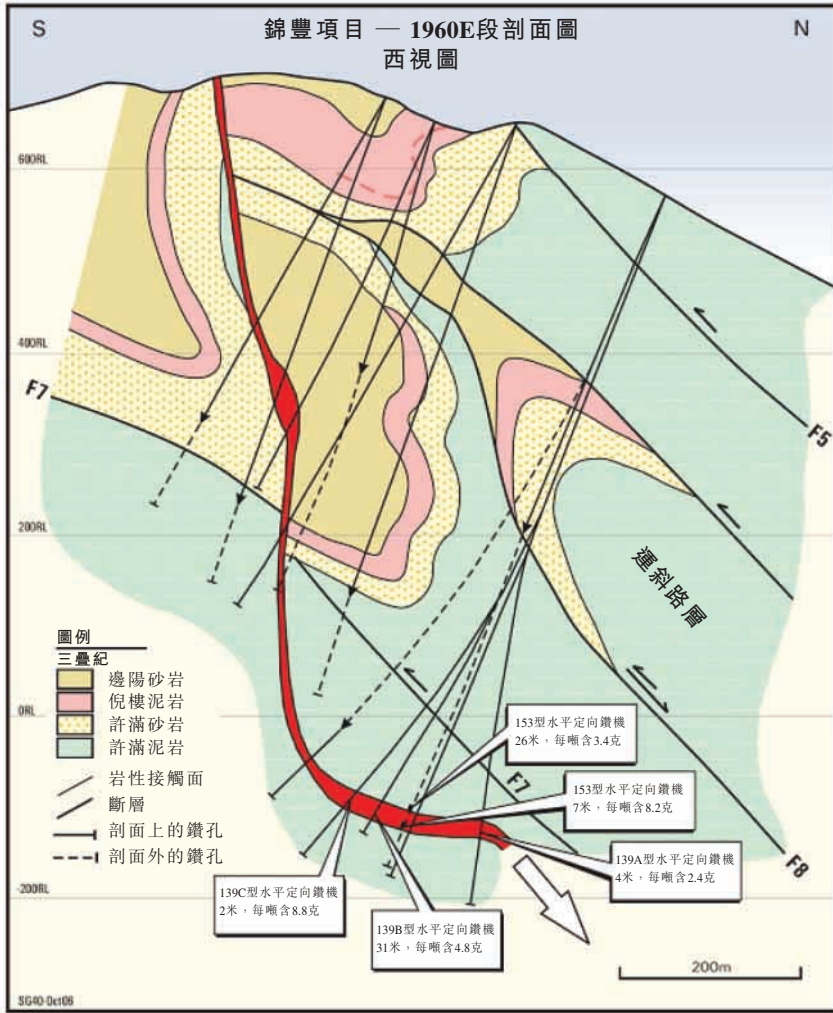 S
錦豐項目 — 1960E段剖面圖
N
西視圖
600RL
400RL
F7
F5
200RL
運斜路層
圖例
三疊紀
邊陽砂岩
倪樓泥岩
許滿砂岩
許滿泥岩
岩性接觸面
斷層
剖面上的鑽孔
剖面外的鑽孔
0RL
153型水平定向鑽機
26米，每噸含3.4克
F7
153型水平定向鑽機
7米，每噸含8.2克
139A型水平定向鑽機
4米，每噸含2.4克
F8
-200RL
139C型水平定向鑽機
2米，每噸含8.8克
139B型水平定向鑽機
31米，每噸含4.8克
200m
SG40-Oct06